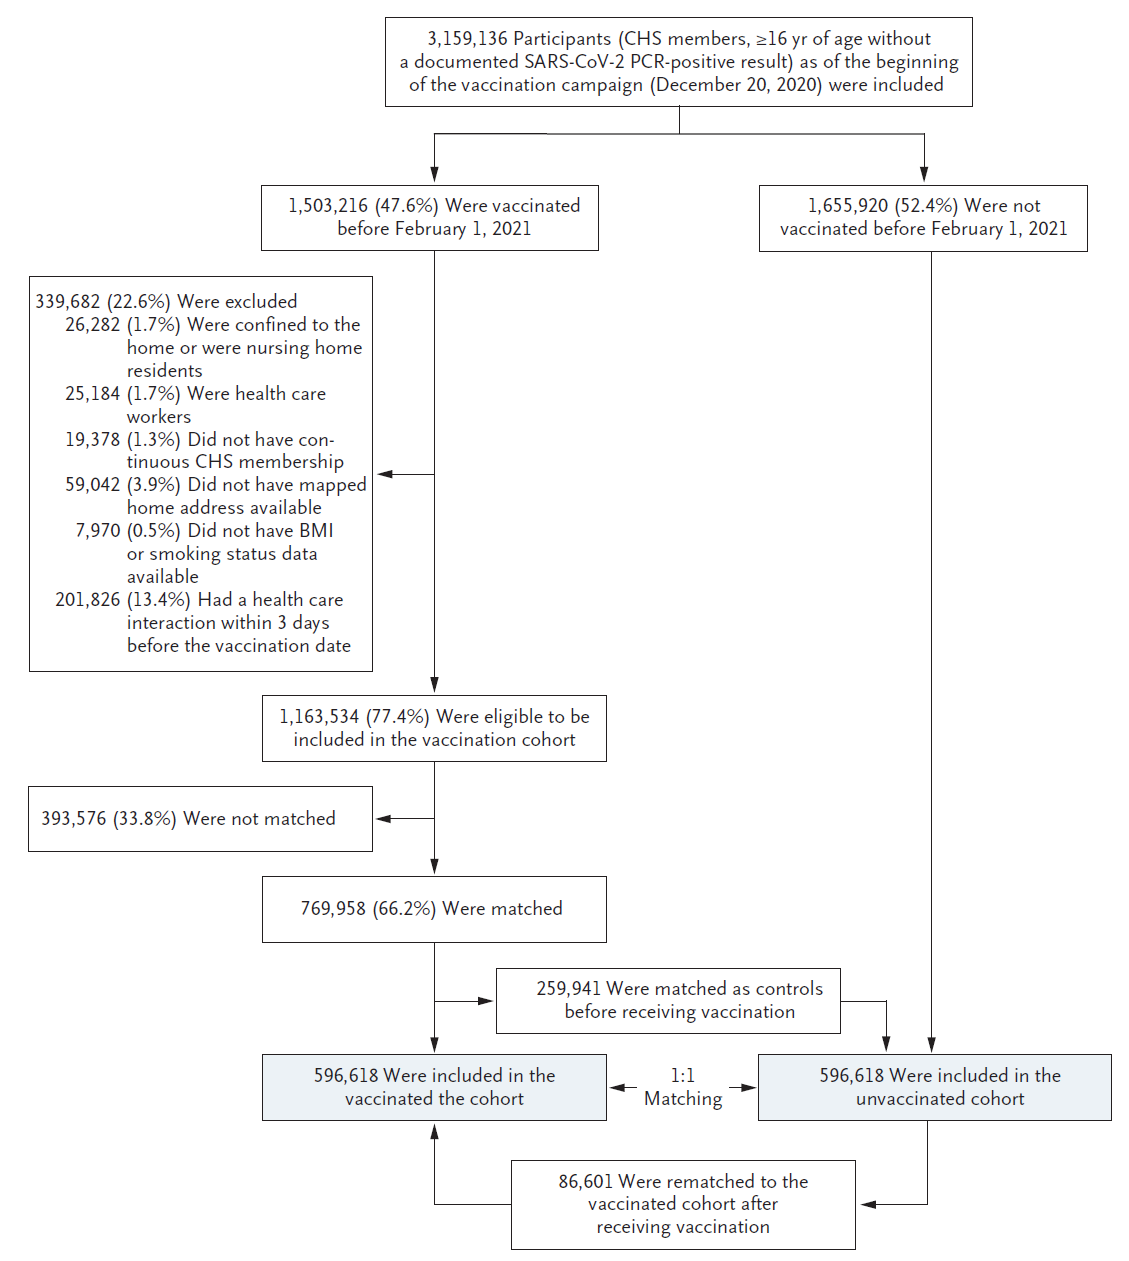 3,159,136 Participants (CHS members, ≥16 yr of age without
a documented SARS-CoV-2 PCR-positive result) as of the beginning
of the vaccination campaign (December 20, 2020) were included
1,503,216 (47.6%) Were vaccinated
before February 1, 2021
1,655,920 (52.4%) Were not
vaccinated before February 1, 2021
339,682 (22.6%) Were excluded
26,282 (1.7%) Were confined to the
home or were nursing home
residents
25,184 (1.7%) Were health care
workers
19,378 (1.3%) Did not have con-
tinuous CHS membership
59,042 (3.9%) Did not have mapped
home address available
7,970 (0.5%) Did not have BMI
or smoking status data
available
201,826 (13.4%) Had a health care
interaction within 3 days
before the vaccination date
1,163,534 (77.4%) Were eligible to be
included in the vaccination cohort
393,576 (33.8%) Were not matched
769,958 (66.2%) Were matched
259,941 Were matched as controls
before receiving vaccination
596,618 Were included in the
vaccinated the cohort
1:1
Matching
596,618 Were included in the
unvaccinated cohort
86,601 Were rematched to the
vaccinated cohort after
receiving vaccination